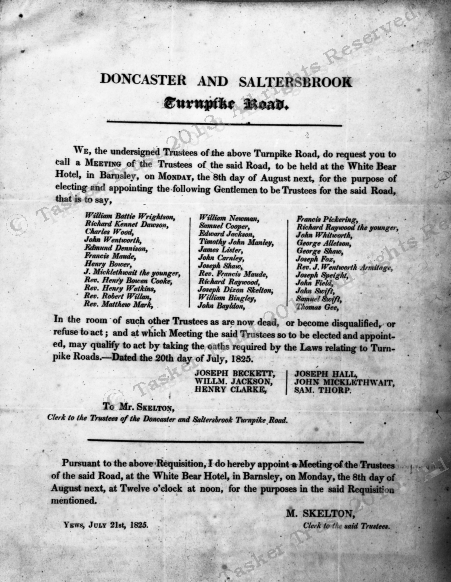 DONCASTER AND SALTERSBROOK
Turnpike Road.
WE, the undersigned Trustees of the above Turnpike Road, do request you to
call a MEETING of the Trustees of the said Road, to be held at the White Bear
Hotel, in Barnsley, on MONDAY, the 8th day of August next, for the purpose of
electing and appointing the following Gentlemen to be Trustees for the said Road,
that is to say,
William Battie Wrightson,
Richard Kennet Dawson,
Charles Wood,
John Wentworth,
Edmund Dennison,
Francis Maude,
Henry Bower,
J. Micklethwait the younger,
Rev. Henry Bowen Cooke,
Rev. Henry Watkins,
Rev. Robert Willan,
Rev. Matthew Mark,
William Newman,
Samuel Cooper,
Edward Jackson,
Timothy John Manley,
James Lister,
John Carnley,
Joseph Shaw,
Rev. Francis Maude,
Richard Raywood,
Joseph Dixon Skelton,
William Bingley,
John Bayldon,
Francis Pickering,
Richard Raywood the younger,
John Whitworth,
George Alletson,
George Shaw,
Joseph Fox,
Rev. J. Wentworth Armitage,
Joseph Speight,
John Field,
John Swift,
Samuel Swift,
Thomas Gee,
In the room of such other Trustees as are now dead, or become disqualified, or
refuse to act; and at which Meeting the said Trustees so to be elected and appoint-
ed, may qualify to act by taking the oaths required by the Laws relating to Turn-
pike Roads.—Dated the 20th day of July, 1825.
JOSEPH BECKETT,
WILLM. JACKSON,
HENRY CLARKE,
JOSEPH HALL,
JOHN MICKLETHWAIT,
SAM. THORP.
To Mr. SKELTON,
Clerk to the Trustees of the Doncaster and Saltersbrook Turnpike Road.
Pursuant to the above Requisition, I do hereby appoint a Meeting of the Trustees
of the said Road, at the White Bear Hotel, in Barnsley, on Monday, the 8th day of
August next, at Twelve o'clock at noon, for the purposes in the said Requisition
mentioned.
M. SKELTON,
Clerk to the said Trustees.
YEWS, JULY 21st, 1825.